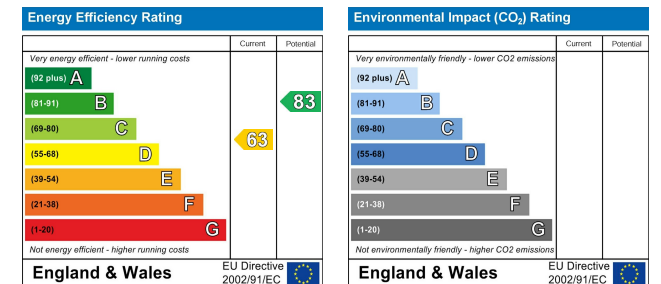 Energy Efficiency Rating
Current Potential
Very energy efficient - lower running costs
(92 plus) A
(81-91) B
83
(69-80) C
63
(55-68) D
(39-54) E
(21-38) F
(1-20) G
Not energy efficient - higher running costs
England & Wales
EU Directive
2002/91/EC
Environmental Impact (CO₂) Rating
Current Potential
Very environmentally friendly - lower CO2 emissions
(92 plus) A
(81-91) B
(69-80) C
(55-68) D
(39-54) E
(21-38) F
(1-20) G
Not environmentally friendly - higher CO2 emissions
England & Wales
EU Directive
2002/91/EC